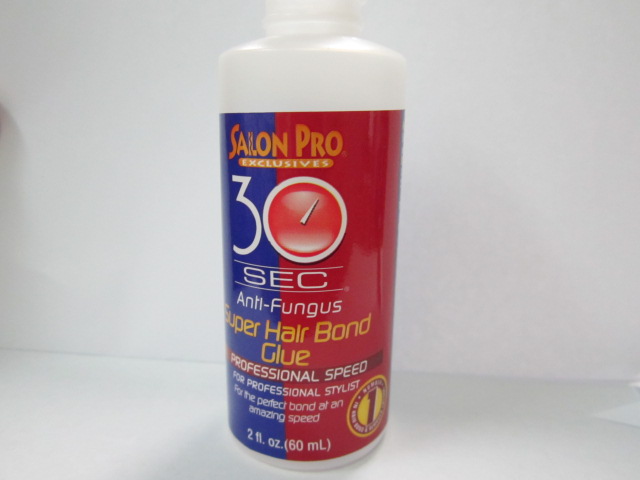 SALON PRO
EXCLUSIVES
30
SEC
Anti-Fungus
Super Hair Bond
Glue
PROFESSIONAL SPEED
FOR PROFESSIONAL STYLIST
For the perfect bond at an
amazing speed
1
2 fl. oz.(60 mL)